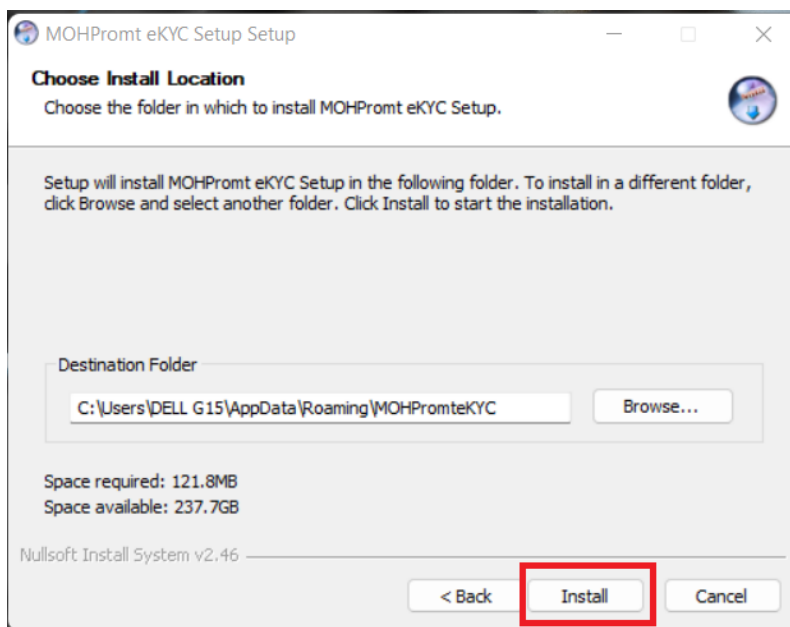 MOHPromt eKYC Setup Setup
Choose Install Location
Choose the folder in which to install MOHPromt eKYC Setup.
Setup will install MOHPromt eKYC Setup in the following folder. To install in a different folder,
click Browse and select another folder. Click Install to start the installation.
Destination Folder
C:\Users\DELL G15\AppData\Roaming\MOHPromteKYC
Browse...
Space required: 121.8MB
Space available: 237.7GB
Nullsoft Install System v2.46
< Back Install Cancel